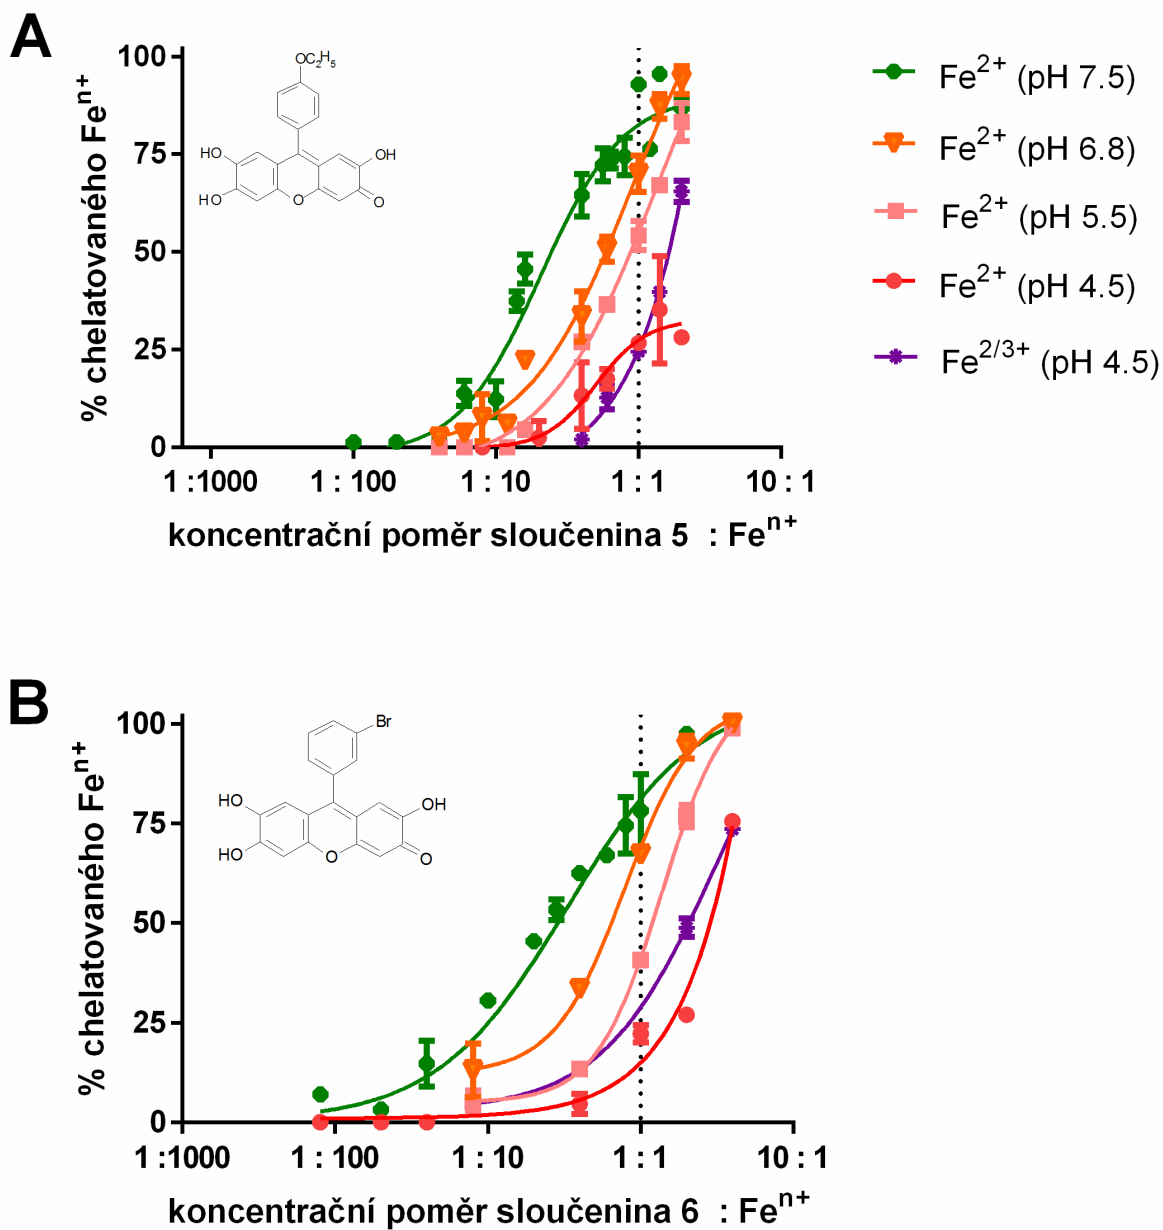 A
% chelatovaného Feⁿ⁺
100
75
50
25
0
OC₂H₅
HO
HO
O
OH
O
1 :1000 1 : 100 1 : 10 1 : 1 10 : 1
koncentrační poměr sloučenina 5 : Feⁿ⁺
Fe²⁺ (pH 7.5)
Fe²⁺ (pH 6.8)
Fe²⁺ (pH 5.5)
Fe²⁺ (pH 4.5)
Fe²/³⁺ (pH 4.5)
B
% chelatovaného Feⁿ⁺
100
75
50
25
0
Br
HO
HO
O
OH
O
1 :1000 1 : 100 1 : 10 1 : 1 10 : 1
koncentrační poměr sloučenina 6 : Feⁿ⁺